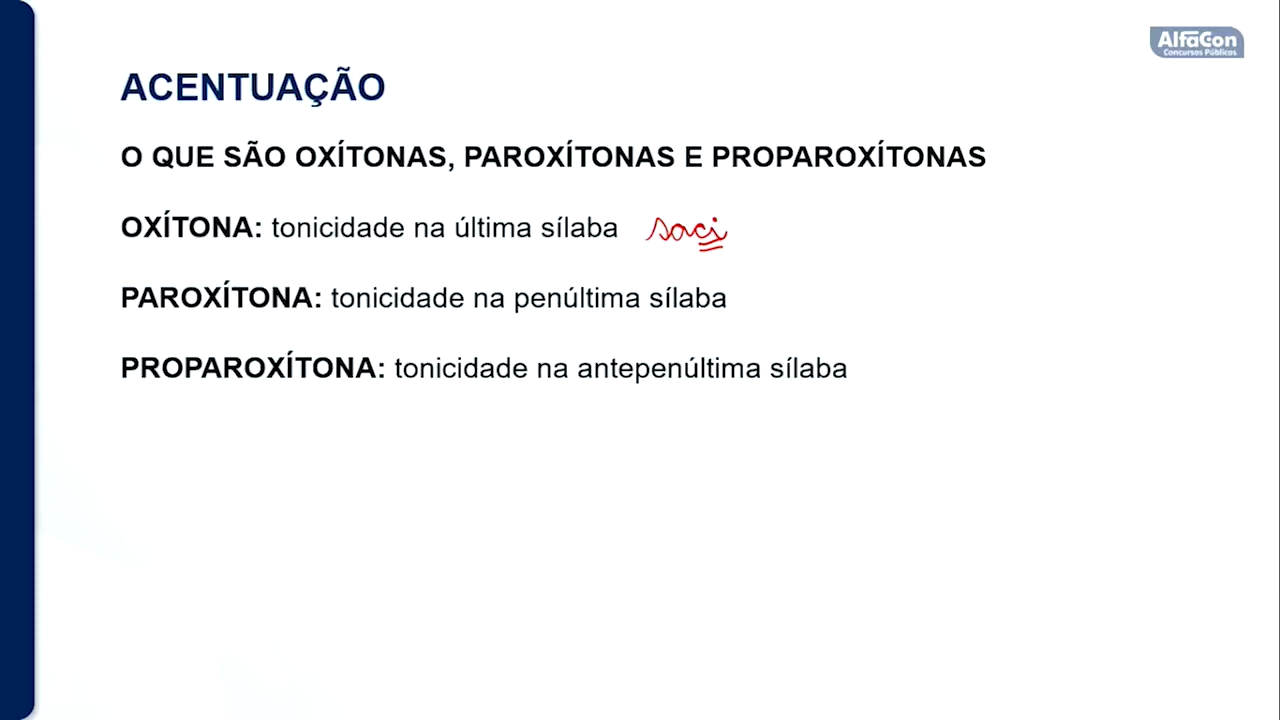 AlfaCon
Concursos Públicos
ACENTUAÇÃO
O QUE SÃO OXÍTONAS, PAROXÍTONAS E PROPAROXÍTONAS
OXÍTONA: tonicidade na última sílaba saci
PAROXÍTONA: tonicidade na penúltima sílaba
PROPAROXÍTONA: tonicidade na antepenúltima sílaba